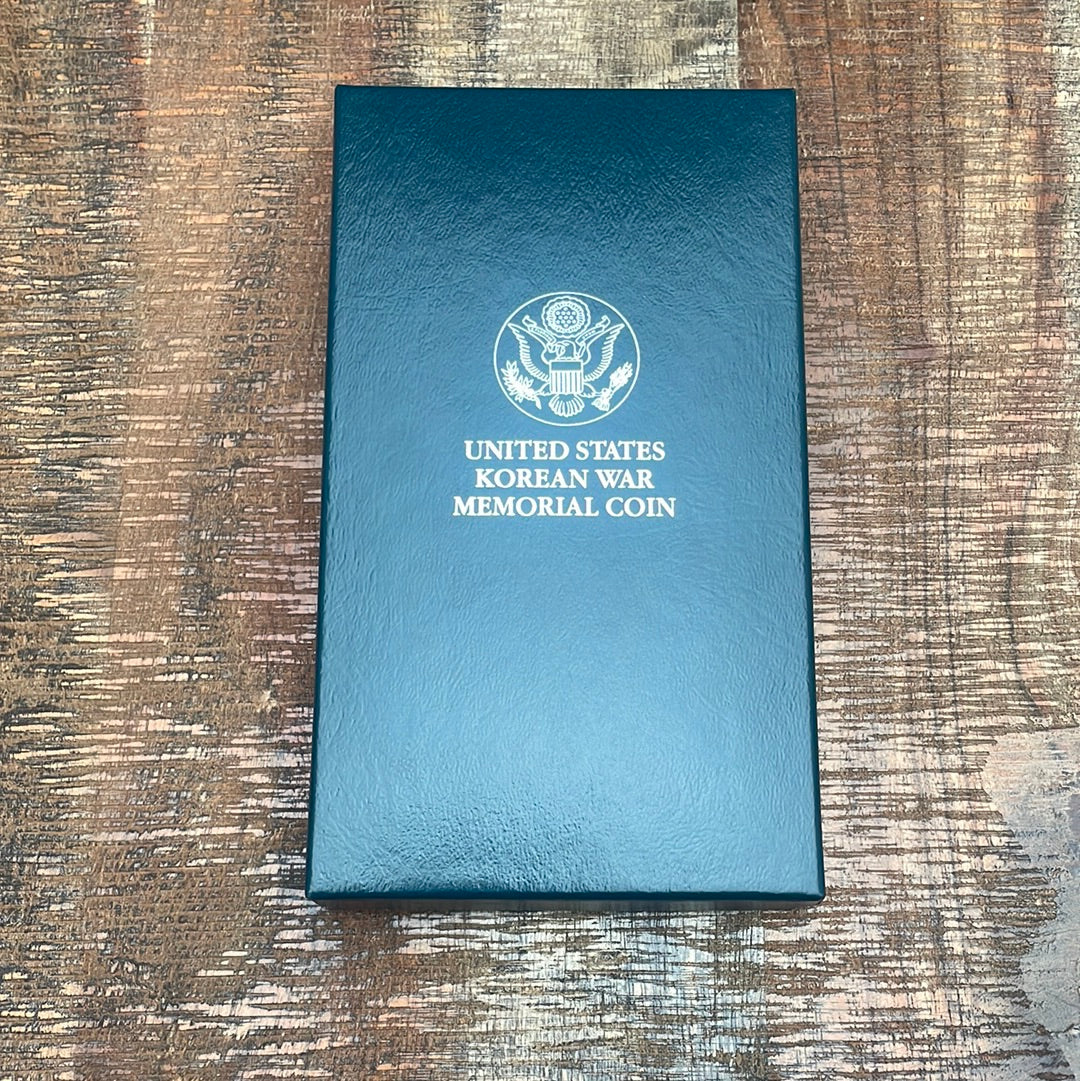 UNITED STATES
KOREAN WAR
MEMORIAL COIN